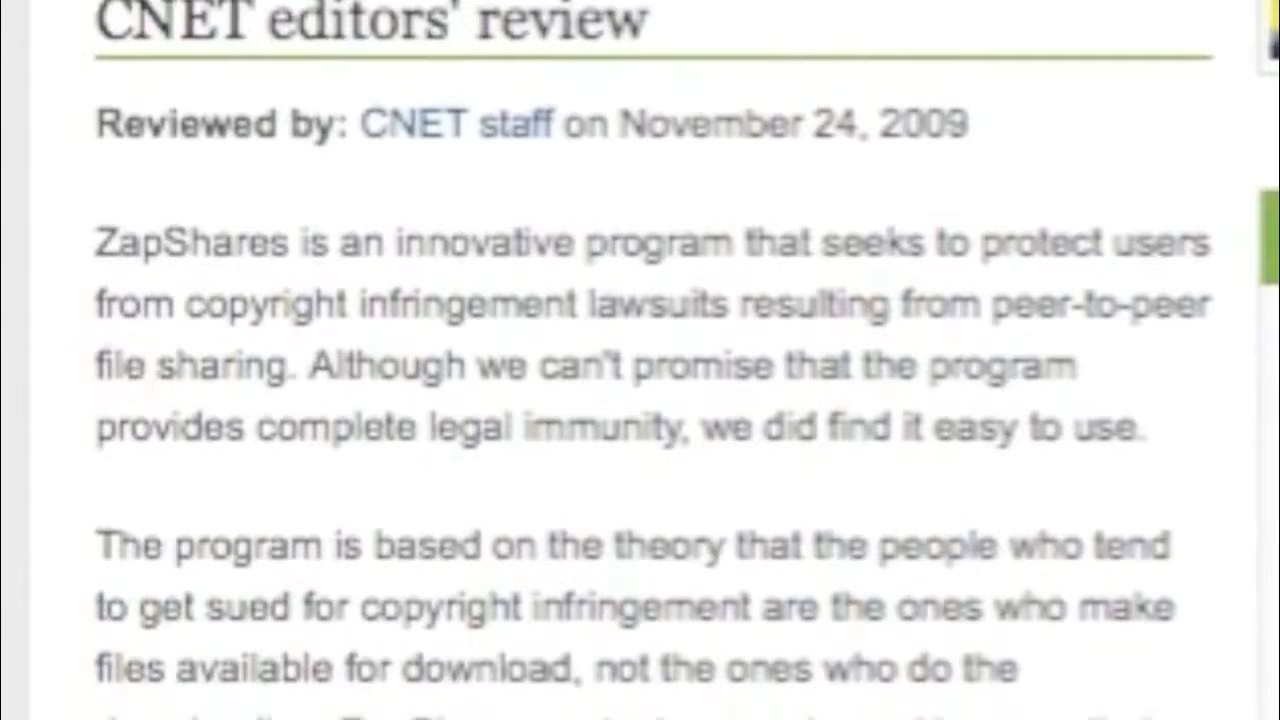 CNET editors' review
Reviewed by: CNET staff on November 24, 2009
ZapShares is an innovative program that seeks to protect users
from copyright infringement lawsuits resulting from peer-to-peer
file sharing. Although we can't promise that the program
provides complete legal immunity, we did find it easy to use.
The program is based on the theory that the people who tend
to get sued for copyright infringement are the ones who make
files available for download, not the ones who do the